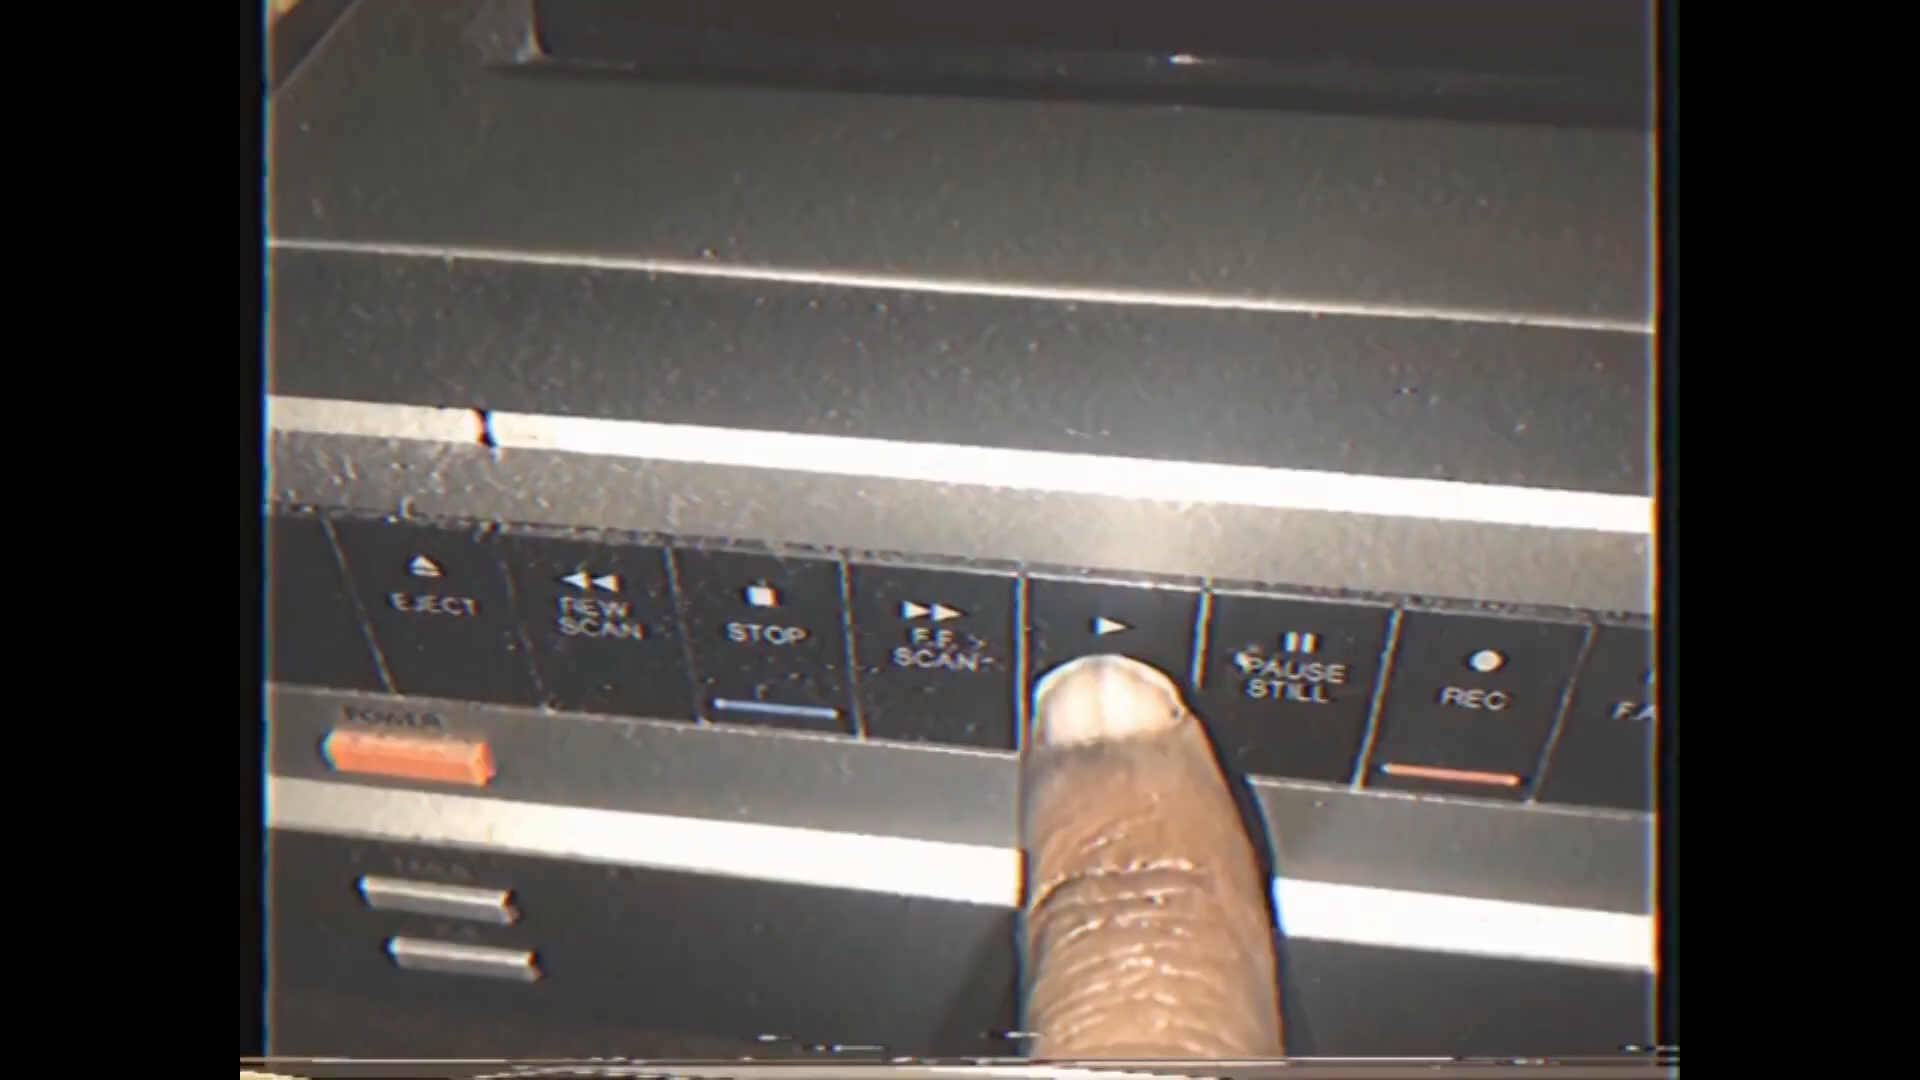 EJECT
REW
SCAN
STOP
F.F.
SCAN
PAUSE
STILL
REC
POWER